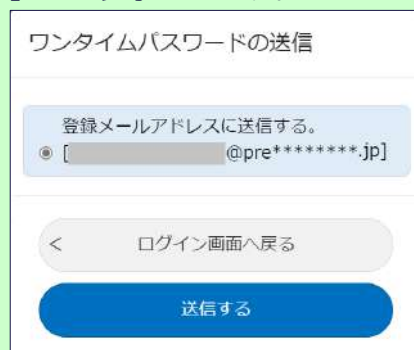 ワンタイムパスワードの送信
登録メールアドレスに送信する。
[ @pre********.jp]
< ログイン画面へ戻る
送信する